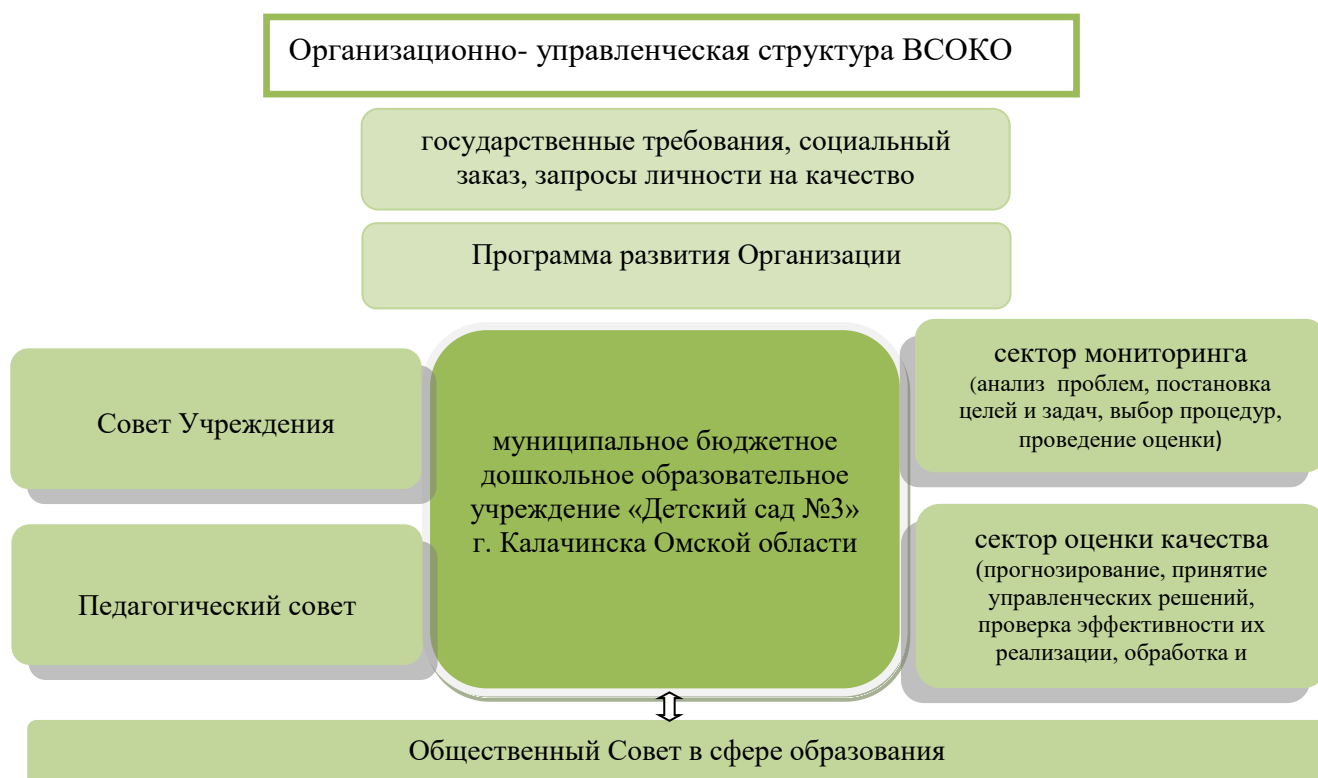 Организационно- управленческая структура ВСОКО
государственные требования, социальный
заказ, запросы личности на качество
Программа развития Организации
Совет Учреждения
Педагогический совет
муниципальное бюджетное
дошкольное образовательное
учреждение «Детский сад №3»
г. Калачинска Омской области
сектор мониторинга
(анализ проблем, постановка
целей и задач, выбор процедур,
проведение оценки)
сектор оценки качества
(прогнозирование, принятие
управленческих решений,
проверка эффективности их
реализации, обработка и
Общественный Совет в сфере образования